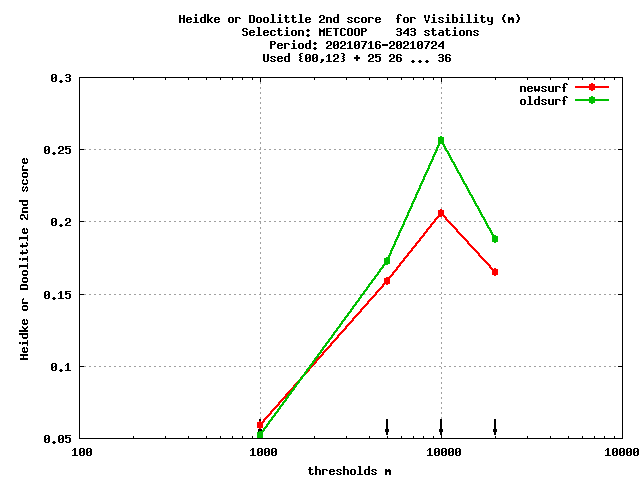 Heidke or Doolittle 2nd score  for Visibility (m)
Selection: METCOOP    343 stations
Period: 20210716-20210724
Used {00,12} + 25 26 ... 36
newsurf
oldsurf
0.3
0.25
0.2
0.15
0.1
0.05
Heidke or Doolittle 2nd score
100 1000 10000 10000
thresholds m